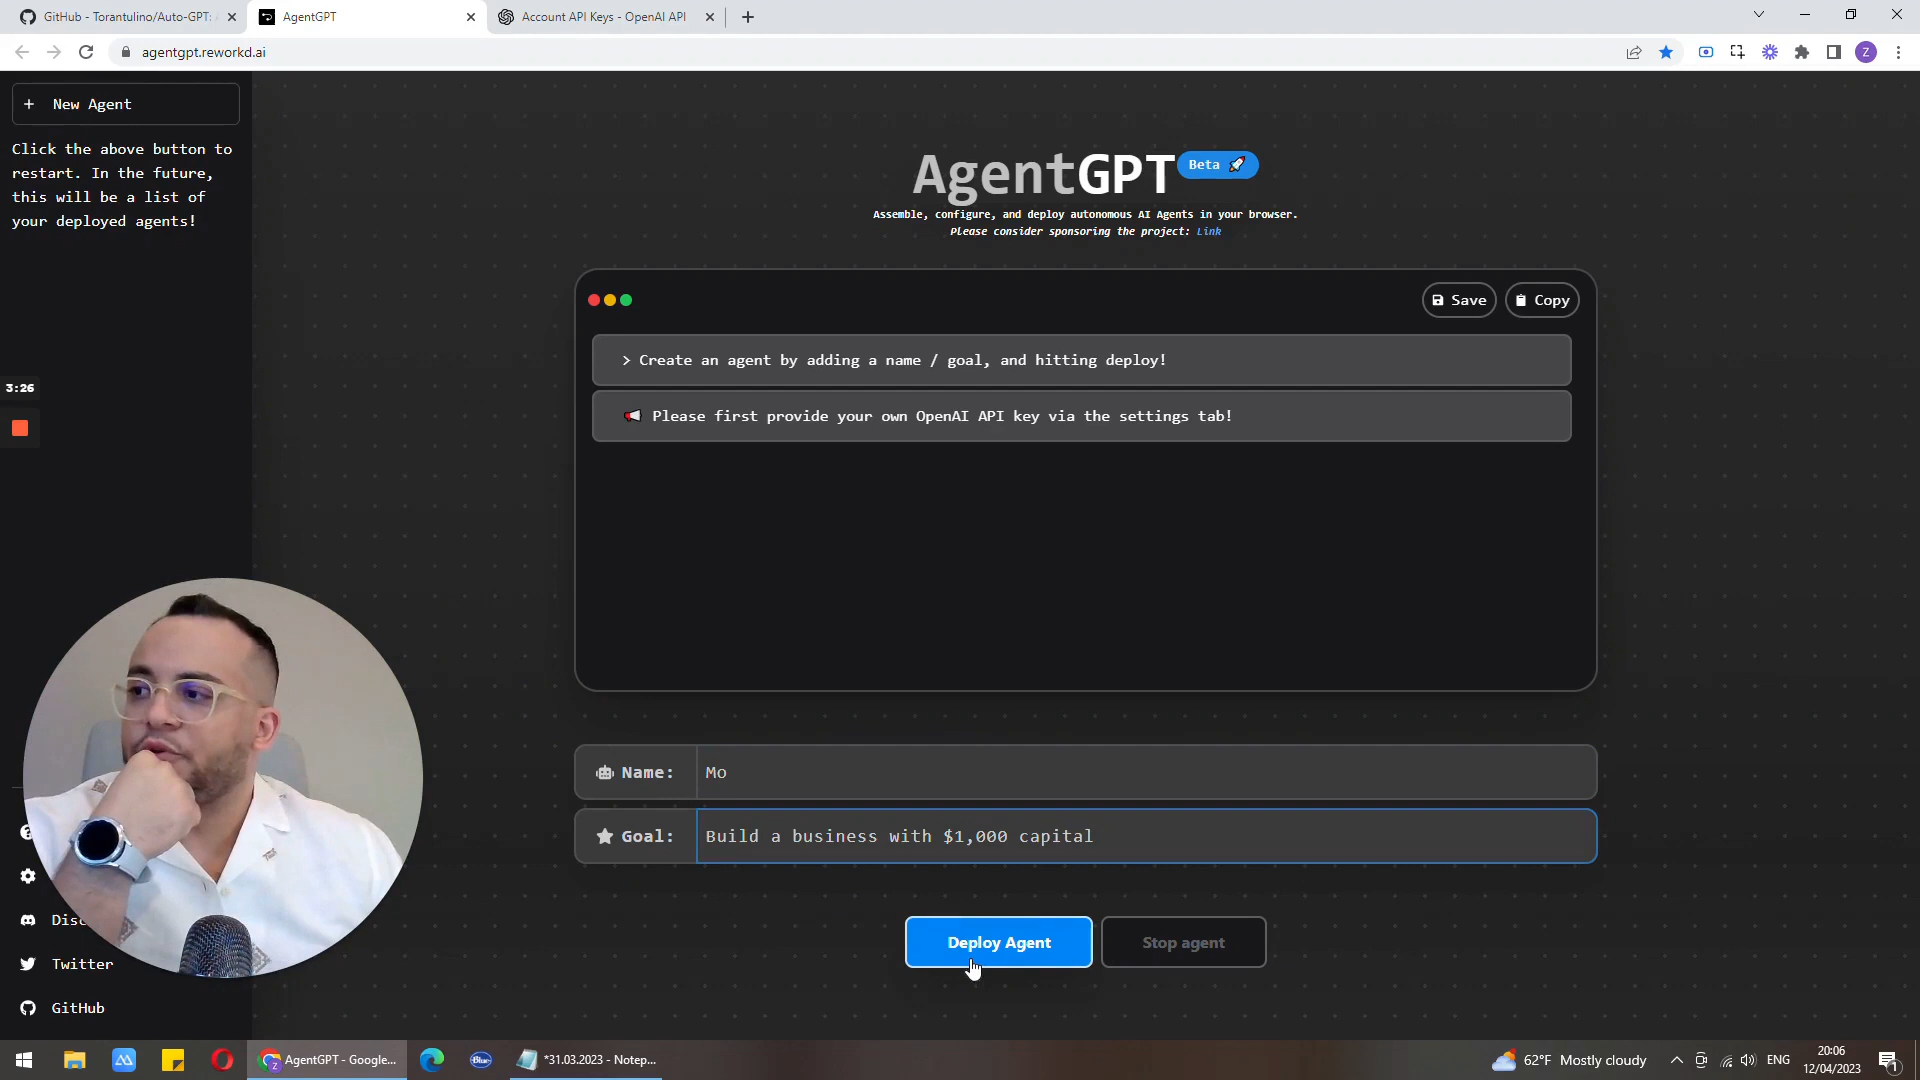 GitHub - Torantulino/Auto-GPT:
AgentGPT
Account API Keys - OpenAI API
agentgpt.reworkd.ai
Z
+ New Agent
Click the above button to
restart. In the future,
this will be a list of
your deployed agents!
3:26
AgentGPT
Beta 🚀
Assemble, configure, and deploy autonomous AI Agents in your browser.
Please consider sponsoring the project: Link
Save
Copy
> Create an agent by adding a name / goal, and hitting deploy!
📢 Please first provide your own OpenAI API key via the settings tab!
Name:
Mo
Goal:
Build a business with $1,000 capital
Deploy Agent
Stop agent
Disc
Twitter
GitHub
AgentGPT - Google...
Blue
*31.03.2023 - Notep...
62°F Mostly cloudy
ENG
20:06
12/04/2023
1